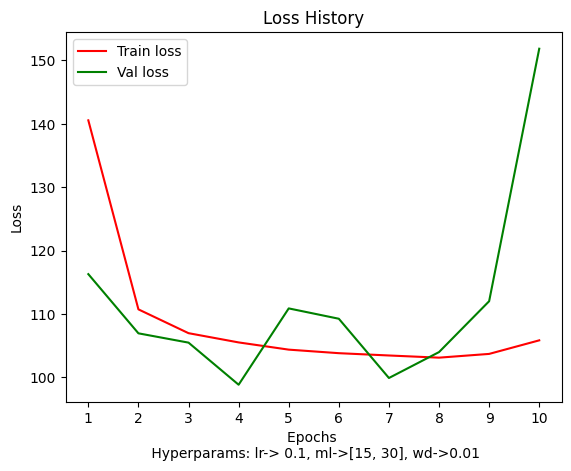 Loss History
Train loss
Val loss
Loss
150
140
130
120
110
100
1 2 3 4 5 6 7 8 9 10
Epochs
Hyperparams: lr-> 0.1, ml->[15, 30], wd->0.01